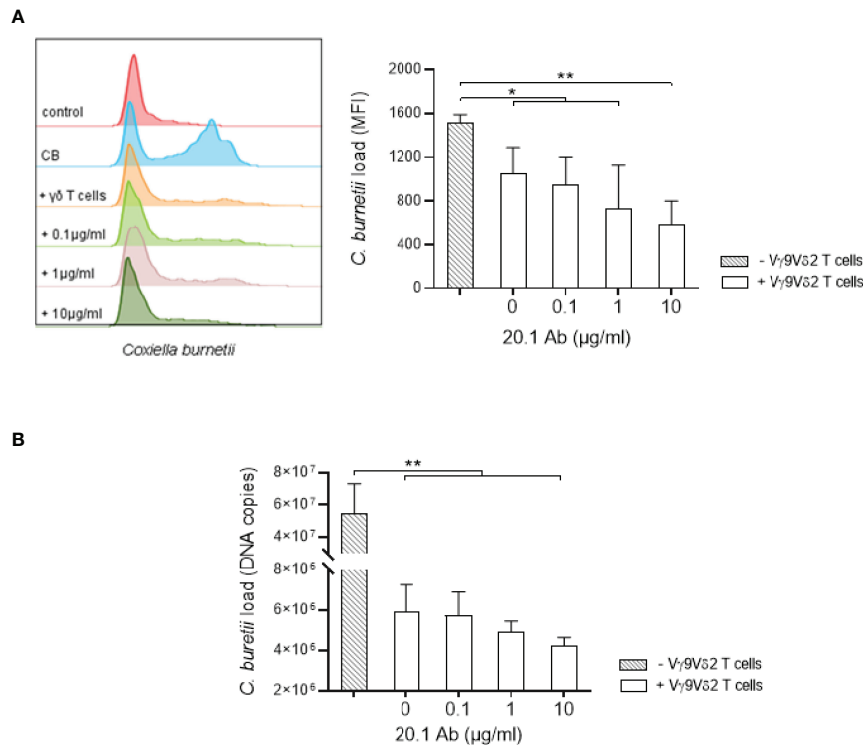 A
control
CB
+ γδ T cells
+ 0.1µg/ml
+ 1µg/ml
+ 10µg/ml
Coxiella burnetii
C. burnetii load (MFI)
2000
1600
1200
800
400
0
*
**
0 0.1 1 10
20.1 Ab (µg/ml)
- Vγ9Vδ2 T cells
+ Vγ9Vδ2 T cells
B
C. buretii load (DNA copies)
8×10⁷
6×10⁷
4×10⁷
8×10⁶
6×10⁶
4×10⁶
2×10⁶
**
0 0.1 1 10
20.1 Ab (µg/ml)
- Vγ9Vδ2 T cells
+ Vγ9Vδ2 T cells